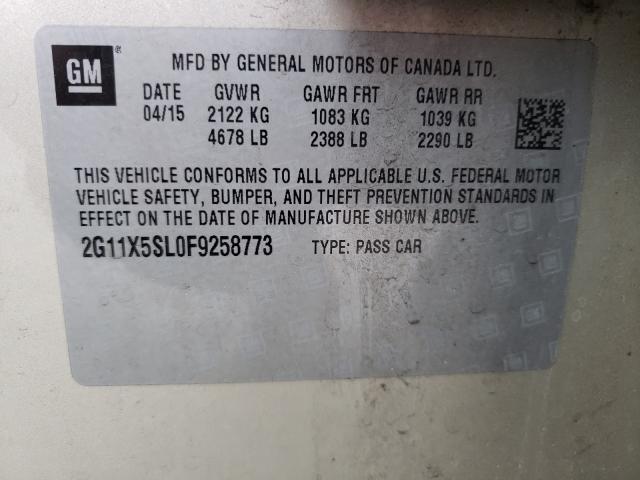 GM
®
MFD BY GENERAL MOTORS OF CANADA LTD.
DATE GVWR GAWR FRT GAWR RR
04/15 2122 KG 1083 KG 1039 KG
4678 LB 2388 LB 2290 LB
THIS VEHICLE CONFORMS TO ALL APPLICABLE U.S. FEDERAL MOTOR
VEHICLE SAFETY, BUMPER, AND THEFT PREVENTION STANDARDS IN
EFFECT ON THE DATE OF MANUFACTURE SHOWN ABOVE.
2G11X5SL0F9258773 TYPE: PASS CAR